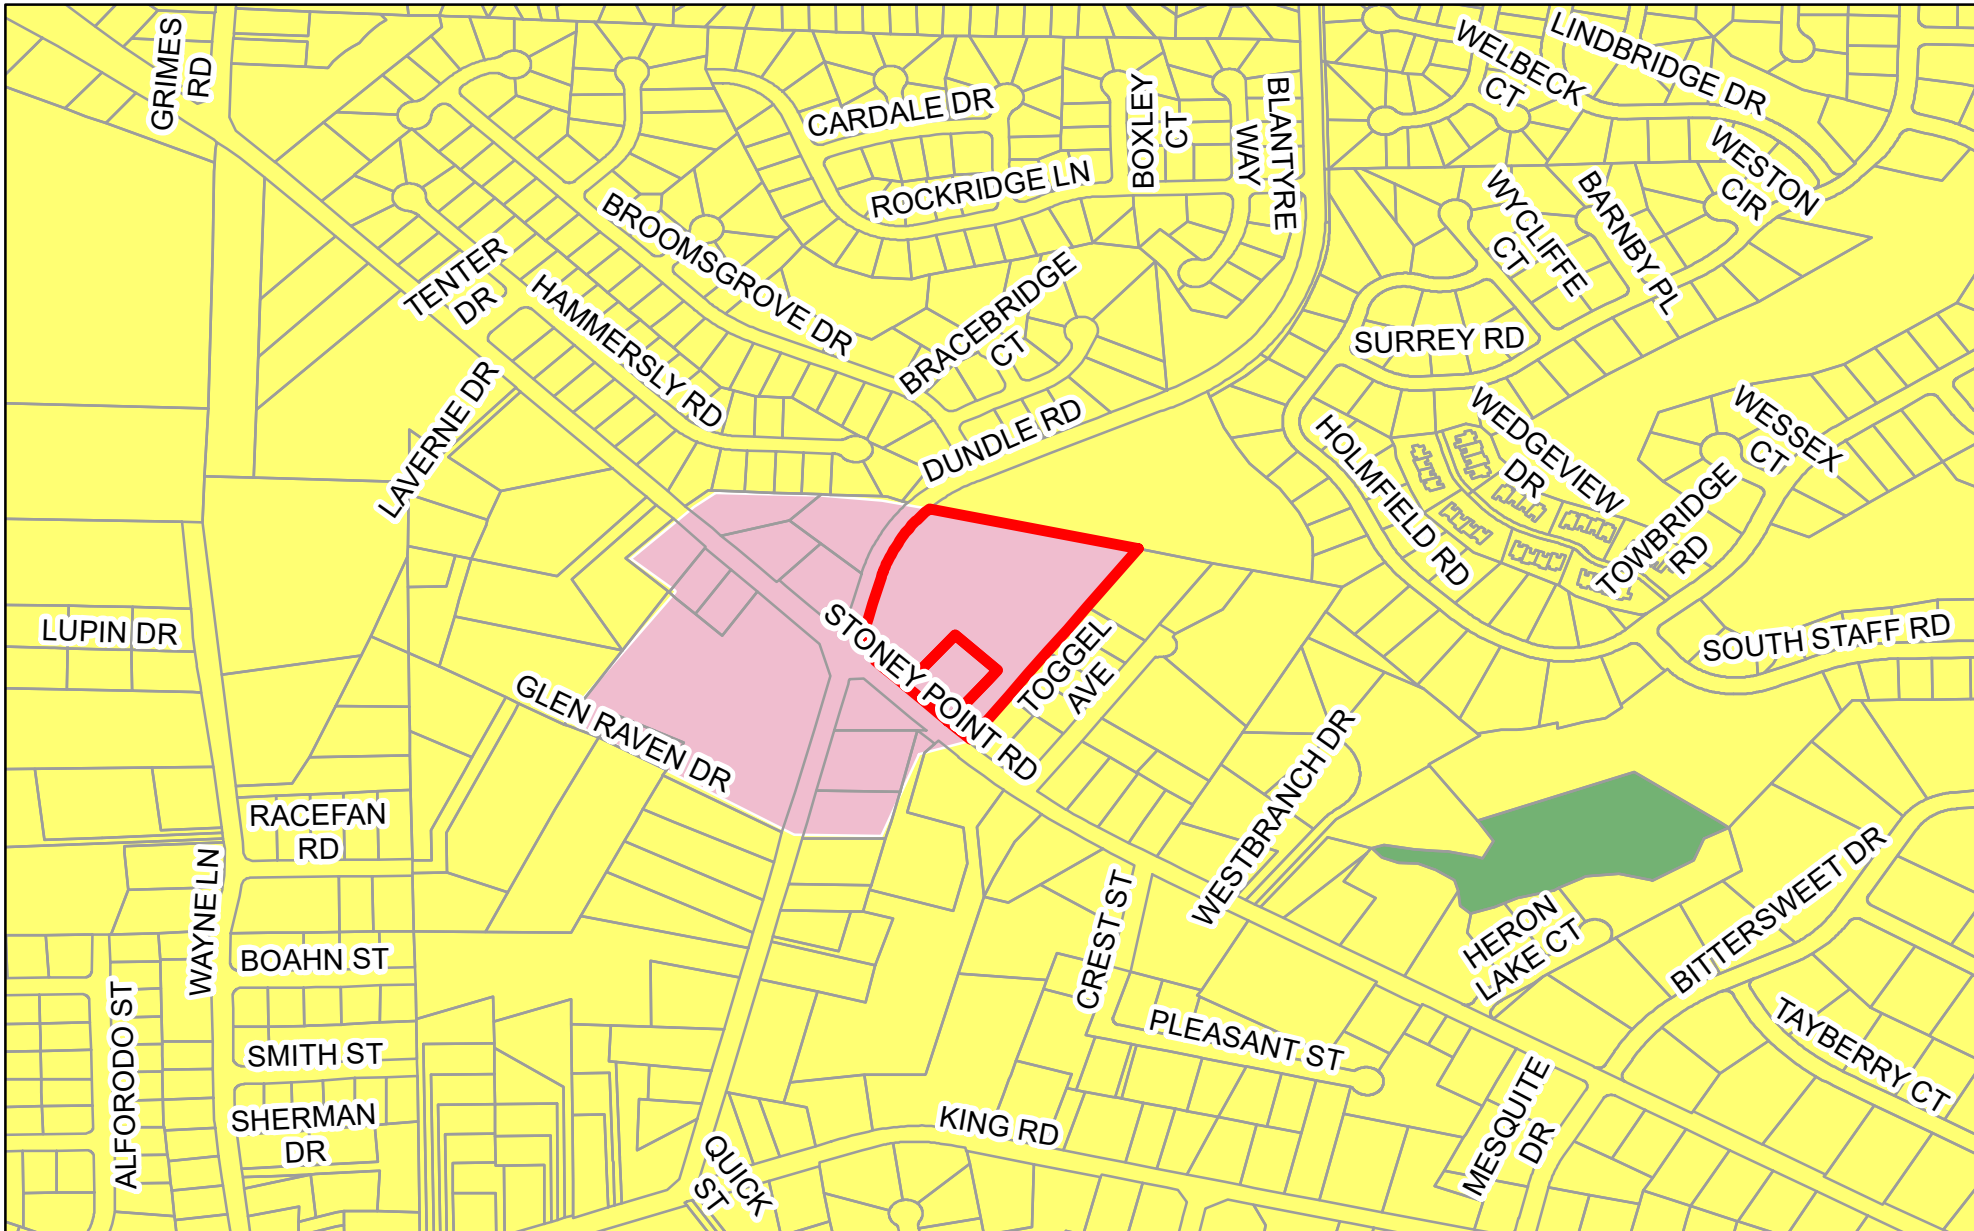 GRIMES
RD
WELBECK
CT
LINDBRIDGE DR
CARDALE DR
BOXLEY
CT
BLANTYRE
WAY
WESTON
CIR
ROCKRIDGE LN
WYCLIFFE
CT
BARNBY PL
BROOMSGROVE DR
TENTER
DR
HAMMERSLY RD
BRACEBRIDGE
CT
SURREY RD
LAVERNE DR
DUNDLE RD
WEDGEVIEW
DR
WESSEX
CT
HOLMFIELD RD
TOWBRIDGE
RD
LUPIN DR
STONEY POINT RD
TOGGEL
AVE
SOUTH STAFF RD
GLEN RAVEN DR
WESTBRANCH DR
RACEFAN
RD
WAYNE LN
CREST ST
HERON
LAKE CT
BITTERSWEET DR
BOAHN ST
ALFORODO ST
SMITH ST
PLEASANT ST
TAYBERRY CT
SHERMAN
DR
KING RD
MESQUITE
DR
QUICK
ST